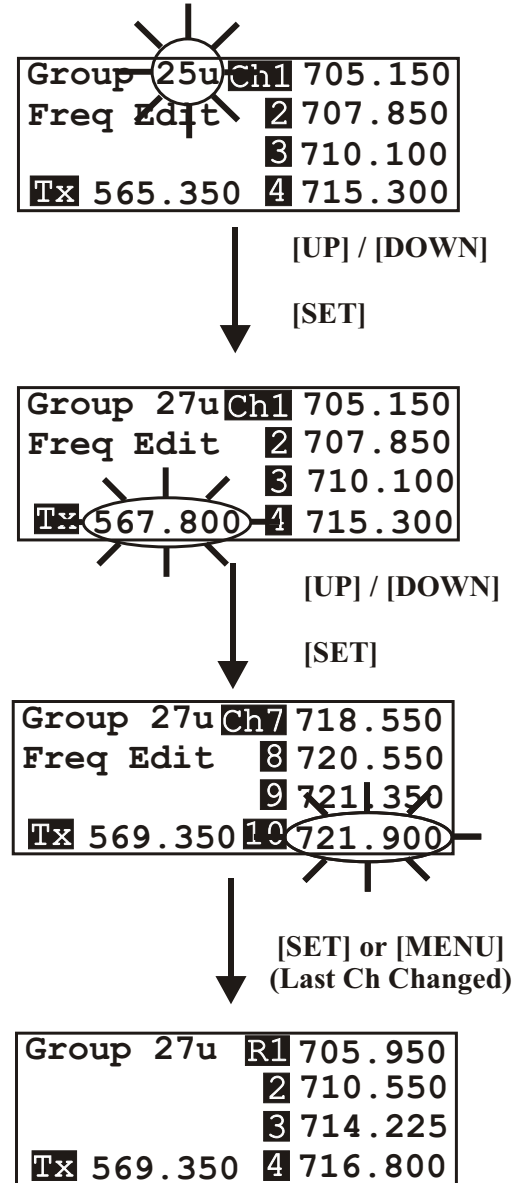 Group 25u Ch1 705.150
Freq Edit 2 707.850
3 710.100
Tx 565.350 4 715.300
[UP] / [DOWN]
[SET]
Group 27u Ch1 705.150
Freq Edit 2 707.850
3 710.100
Tx 567.800 4 715.300
[UP] / [DOWN]
[SET]
Group 27u Ch7 718.550
Freq Edit 8 720.550
9 721.350
Tx 569.350 10 721.900
[SET] or [MENU]
(Last Ch Changed)
Group 27u R1 705.950
2 710.550
3 714.225
Tx 569.350 4 716.800